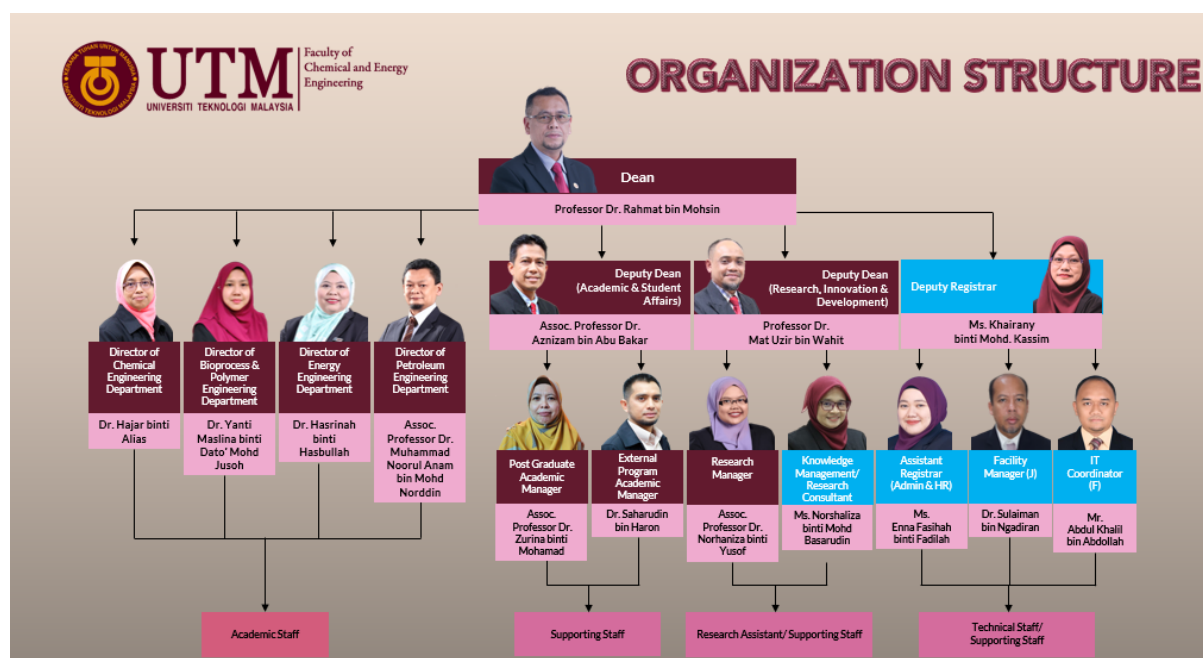 KERANA TUHAN UNTUK MANUSIA
UNIVERSITI TEKNOLOGI MALAYSIA
UTM
UNIVERSITI TEKNOLOGI MALAYSIA
Faculty of
Chemical and Energy
Engineering
ORGANIZATION STRUCTURE
Dean
Professor Dr. Rahmat bin Mohsin
Deputy Dean
(Academic & Student
Affairs)
Assoc. Professor Dr.
Aznizam bin Abu Bakar
Deputy Dean
(Research, Innovation &
Development)
Professor Dr.
Mat Uzir bin Wahit
Deputy Registrar
Ms. Khairany
binti Mohd. Kassim
Director of
Chemical
Engineering
Department
Dr. Hajar binti
Alias
Director of
Bioprocess &
Polymer
Engineering
Department
Dr. Yanti
Maslina binti
Dato' Mohd
Jusoh
Director of
Energy
Engineering
Department
Dr. Hasrinah
binti
Hasbullah
Director of
Petroleum
Engineering
Department
Assoc.
Professor Dr.
Muhammad
Noorul Anam
bin Mohd
Norddin
Post Graduate
Academic
Manager
Assoc.
Professor Dr.
Zurina binti
Mohamad
External
Program
Academic
Manager
Dr. Saharudin
bin Haron
Research
Manager
Assoc.
Professor Dr.
Norhaniza binti
Yusof
Knowledge
Management/
Research
Consultant
Ms. Norshaliza
binti Mohd
Basarudin
Assistant
Registrar
(Admin & HR)
Ms.
Enna Fasihah
binti Fadilah
Facility
Manager (J)
Dr. Sulaiman
bin Ngadiran
IT
Coordinator
(F)
Mr.
Abdul Khalil
bin Abdollah
Academic Staff
Supporting Staff
Research Assistant/ Supporting Staff
Technical Staff/
Supporting Staff